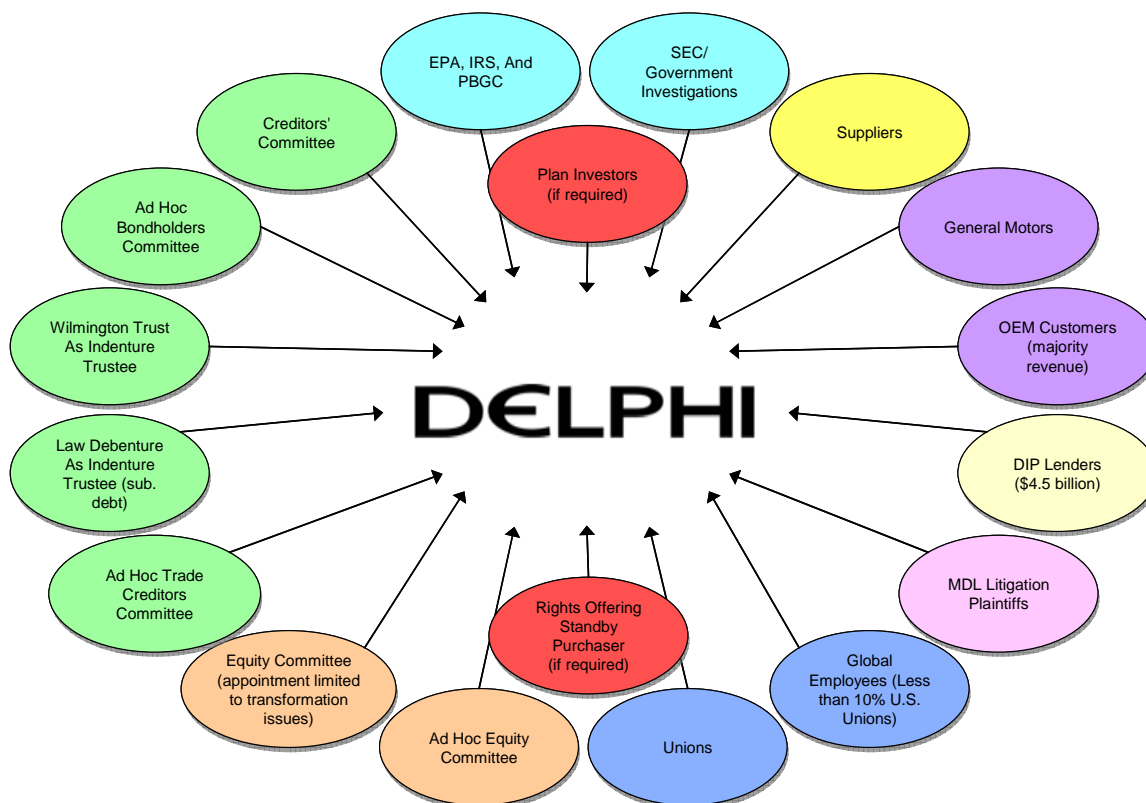 EPA, IRS, And
PBGC
SEC/
Government
Investigations
Creditors'
Committee
Suppliers
Plan Investors
(if required)
Ad Hoc
Bondholders
Committee
General Motors
Wilmington Trust
As Indenture
Trustee
OEM Customers
(majority
revenue)
DELPHI
Law Debenture
As Indenture
Trustee (sub.
debt)
DIP Lenders
($4.5 billion)
Ad Hoc Trade
Creditors
Committee
MDL Litigation
Plaintiffs
Rights Offering
Standby
Purchaser
(if required)
Equity Committee
(appointment limited
to transformation
issues)
Global
Employees (Less
than 10% U.S.
Unions)
Ad Hoc Equity
Committee
Unions